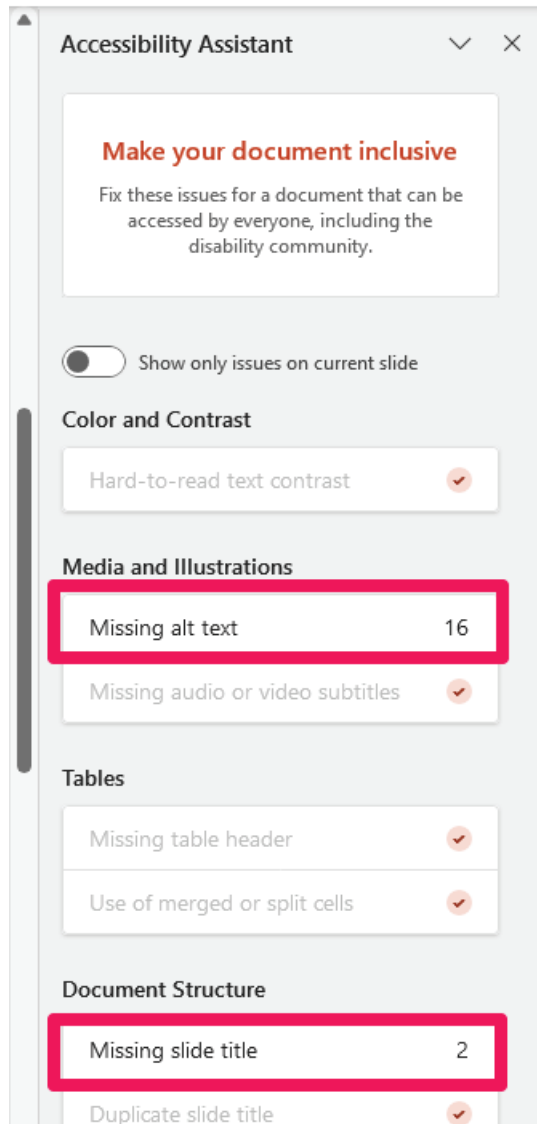 Accessibility Assistant
Make your document inclusive
Fix these issues for a document that can be
accessed by everyone, including the
disability community.
Show only issues on current slide
Color and Contrast
Hard-to-read text contrast
Media and Illustrations
Missing alt text 16
Missing audio or video subtitles
Tables
Missing table header
Use of merged or split cells
Document Structure
Missing slide title 2
Duplicate slide title